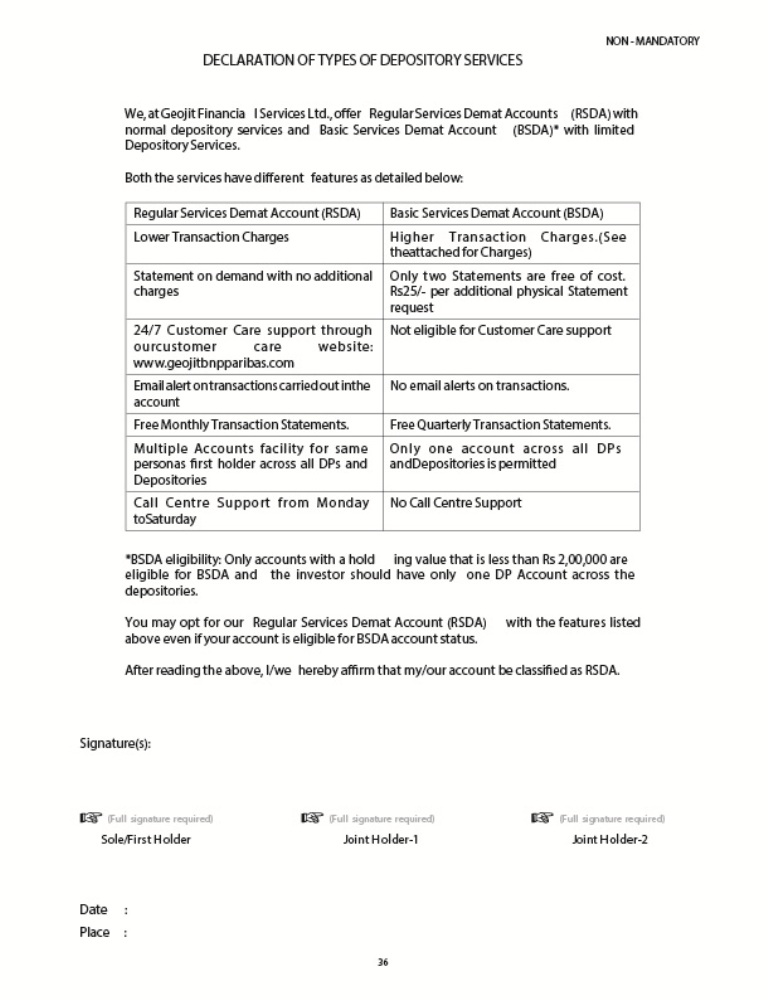 NON - MANDATORY
DECLARATION OF TYPES OF DEPOSITORY SERVICES
We, at Geojit Financia l Services Ltd., offer Regular Services Demat Accounts (RSDA) with
normal depository services and Basic Services Demat Account (BSDA)* with limited
Depository Services.
Both the services have different features as detailed below:
Regular Services Demat Account (RSDA)
Basic Services Demat Account (BSDA)
Lower Transaction Charges
Higher Transaction Charges.(See
theattached for Charges)
Statement on demand with no additional
charges
Only two Statements are free of cost.
Rs25/- per additional physical Statement
request
24/7 Customer Care support through
ourcustomer care website:
www.geojitbnpparibas.com
Not eligible for Customer Care support
Email alert on transactions carried out inthe
account
No email alerts on transactions.
Free Monthly Transaction Statements.
Free Quarterly Transaction Statements.
Multiple Accounts facility for same
personas first holder across all DPs and
Depositories
Only one account across all DPs
andDepositories is permitted
Call Centre Support from Monday
toSaturday
No Call Centre Support
*BSDA eligibility: Only accounts with a hold ing value that is less than Rs 2,00,000 are
eligible for BSDA and the investor should have only one DP Account across the
depositories.
You may opt for our Regular Services Demat Account (RSDA) with the features listed
above even if your account is eligible for BSDA account status.
After reading the above, I/we hereby affirm that my/our account be classified as RSDA.
Signature(s):
(Full signature required) (Full signature required) (Full signature required)
Sole/First Holder Joint Holder-1 Joint Holder-2
Date :
Place :
36